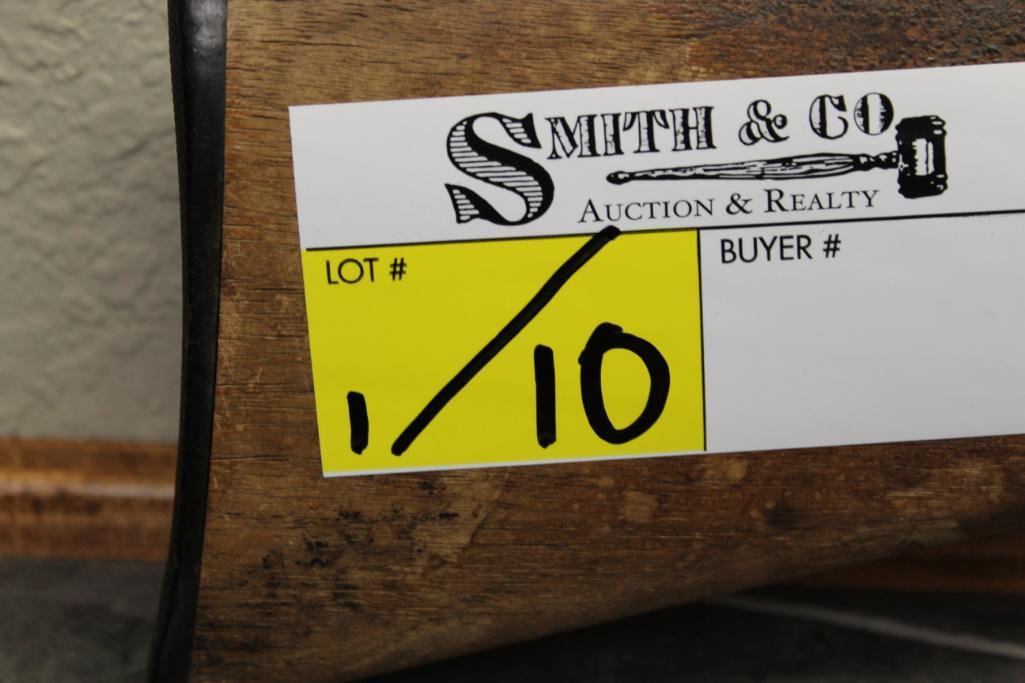 SMITH & CO
AUCTION & REALTY
LOT #
BUYER #
1/10